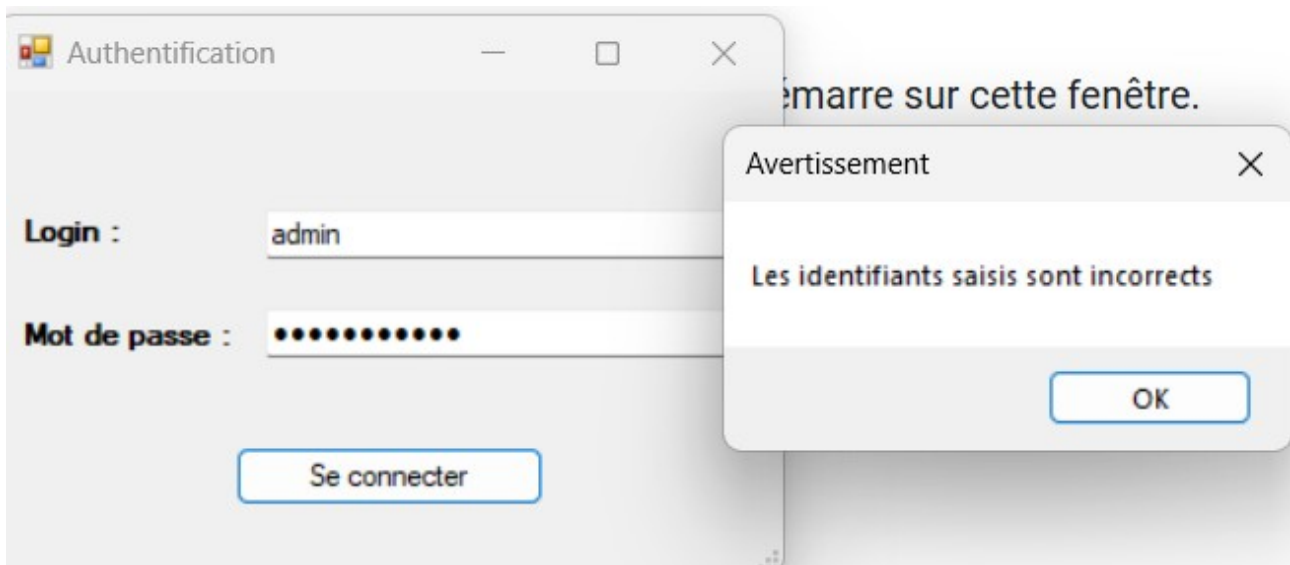 Authentification
émarre sur cette fenêtre.
Avertissement
Login :
admin
Les identifiants saisis sont incorrects
Mot de passe :
•••••••••••
OK
Se connecter